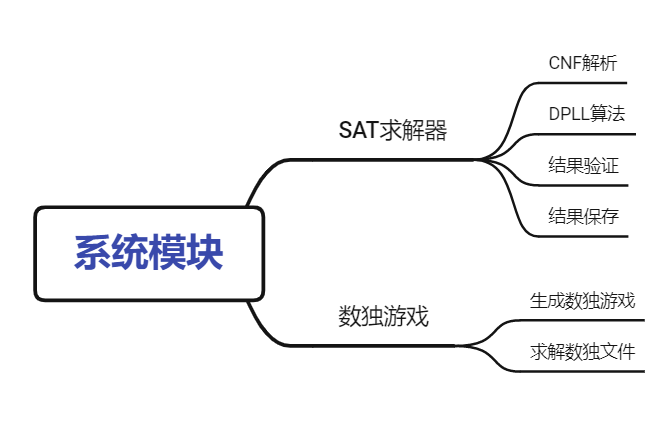 系统模块
SAT求解器
CNF解析
DPLL算法
结果验证
结果保存
数独游戏
生成数独游戏
求解数独文件